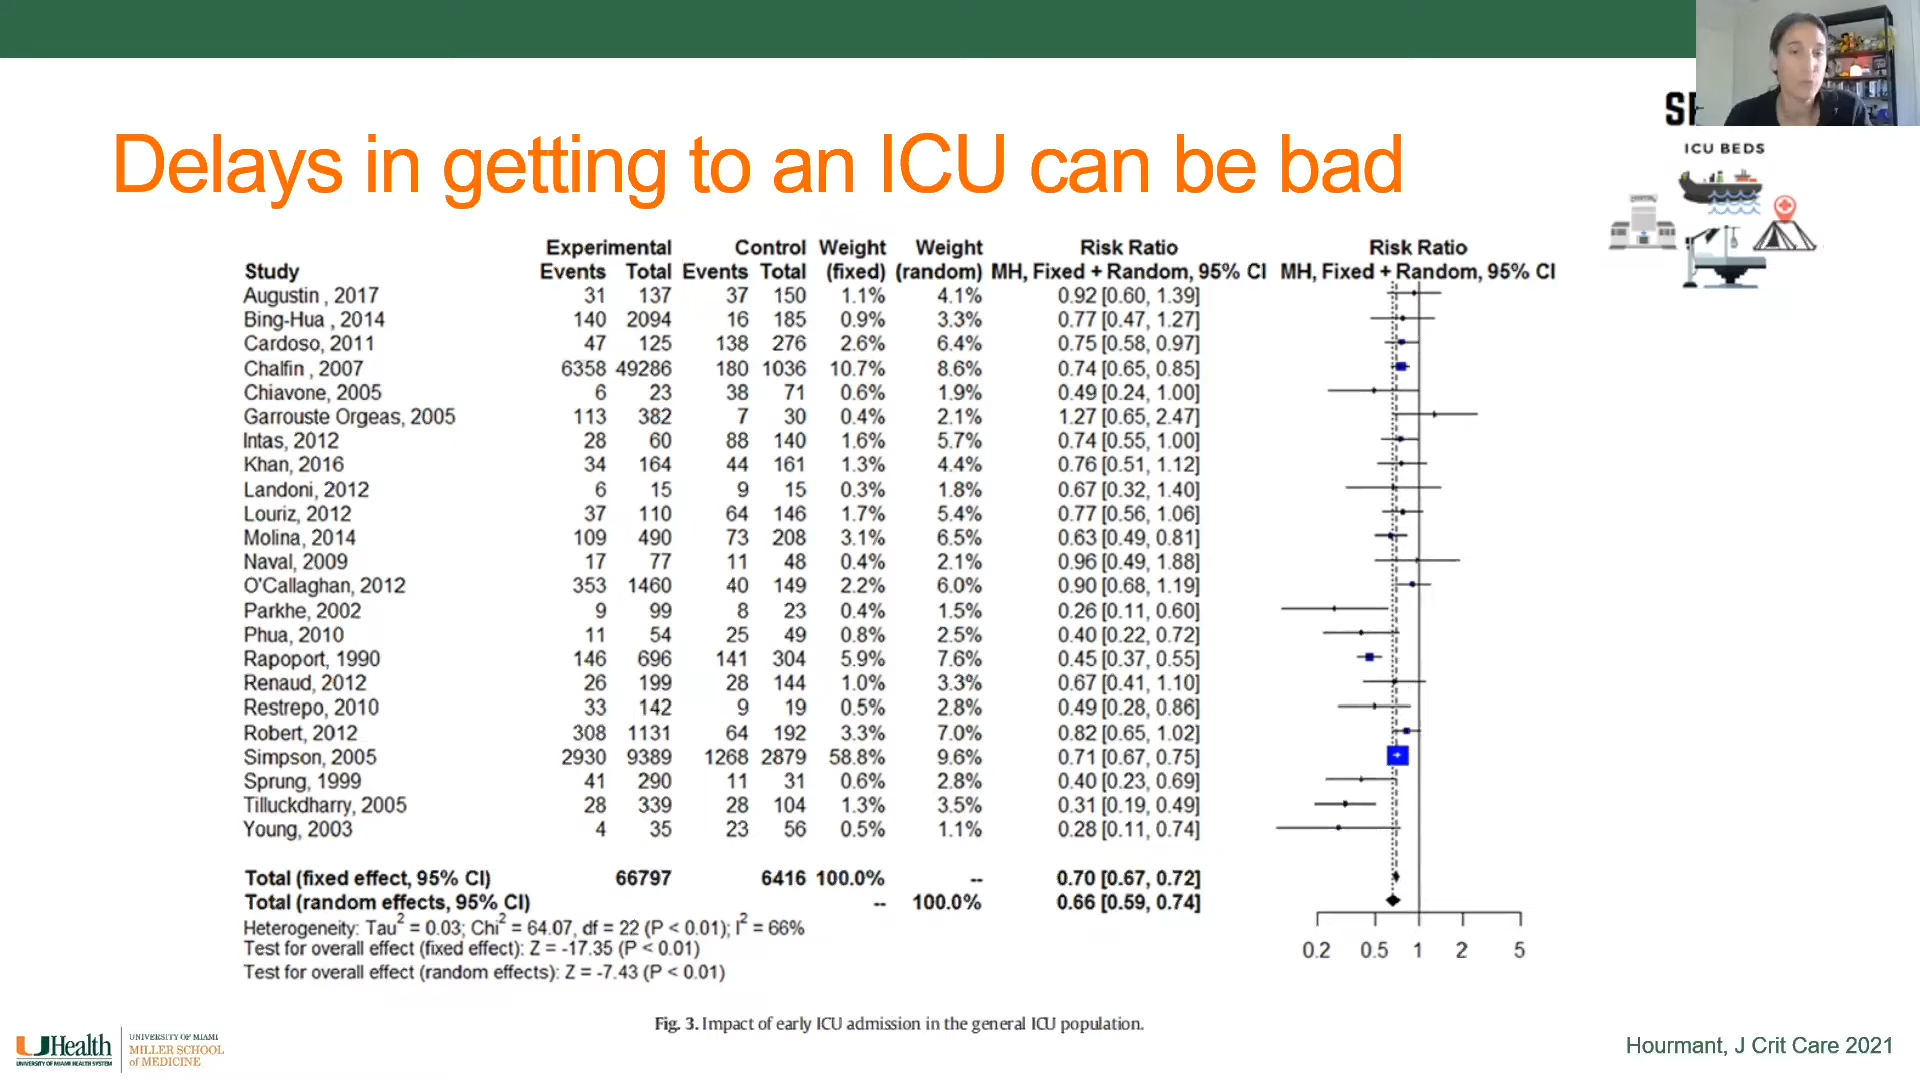 Delays in getting to an ICU can be bad
ICU BEDS
Experimental Control Weight Weight Risk Ratio Risk Ratio
Study Events Total Events Total (fixed) (random) MH, Fixed + Random, 95% CI MH, Fixed + Random, 95% CI
Augustin , 2017 31 137 37 150 1.1% 4.1% 0.92 [0.60, 1.39]
Bing-Hua , 2014 140 2094 16 185 0.9% 3.3% 0.77 [0.47, 1.27]
Cardoso, 2011 47 125 138 276 2.6% 6.4% 0.75 [0.58, 0.97]
Chalfin , 2007 6358 49286 180 1036 10.7% 8.6% 0.74 [0.65, 0.85]
Chiavone, 2005 6 23 38 71 0.6% 1.9% 0.49 [0.24, 1.00]
Garrouste Orgeas, 2005 113 382 7 30 0.4% 2.1% 1.27 [0.65, 2.47]
Intas, 2012 28 60 88 140 1.6% 5.7% 0.74 [0.55, 1.00]
Khan, 2016 34 164 44 161 1.3% 4.4% 0.76 [0.51, 1.12]
Landoni, 2012 6 15 9 15 0.3% 1.8% 0.67 [0.32, 1.40]
Louriz, 2012 37 110 64 146 1.7% 5.4% 0.77 [0.56, 1.06]
Molina, 2014 109 490 73 208 3.1% 6.5% 0.63 [0.49, 0.81]
Naval, 2009 17 77 11 48 0.4% 2.1% 0.96 [0.49, 1.88]
O'Callaghan, 2012 353 1460 40 149 2.2% 6.0% 0.90 [0.68, 1.19]
Parkhe, 2002 9 99 8 23 0.4% 1.5% 0.26 [0.11, 0.60]
Phua, 2010 11 54 25 49 0.8% 2.5% 0.40 [0.22, 0.72]
Rapoport, 1990 146 696 141 304 5.9% 7.6% 0.45 [0.37, 0.55]
Renaud, 2012 26 199 28 144 1.0% 3.3% 0.67 [0.41, 1.10]
Restrepo, 2010 33 142 9 19 0.5% 2.8% 0.49 [0.28, 0.86]
Robert, 2012 308 1131 64 192 3.3% 7.0% 0.82 [0.65, 1.02]
Simpson, 2005 2930 9389 1268 2879 58.8% 9.6% 0.71 [0.67, 0.75]
Sprung, 1999 41 290 11 31 0.6% 2.8% 0.40 [0.23, 0.69]
Tilluckdharry, 2005 28 339 28 104 1.3% 3.5% 0.31 [0.19, 0.49]
Young, 2003 4 35 23 56 0.5% 1.1% 0.28 [0.11, 0.74]
Total (fixed effect, 95% CI) 66797 6416 100.0% -- 0.70 [0.67, 0.72]
Total (random effects, 95% CI) -- 100.0% 0.66 [0.59, 0.74]
Heterogeneity: Tau² = 0.03; Chi² = 64.07, df = 22 (P < 0.01); I² = 66%
Test for overall effect (fixed effect): Z = -17.35 (P < 0.01)
Test for overall effect (random effects): Z = -7.43 (P < 0.01)
0.2 0.5 1 2 5
Fig. 3. Impact of early ICU admission in the general ICU population.
UHealth
UNIVERSITY OF MIAMI HEALTH SYSTEM
UNIVERSITY OF MIAMI
MILLER SCHOOL
of MEDICINE
Hourmant, J Crit Care 2021